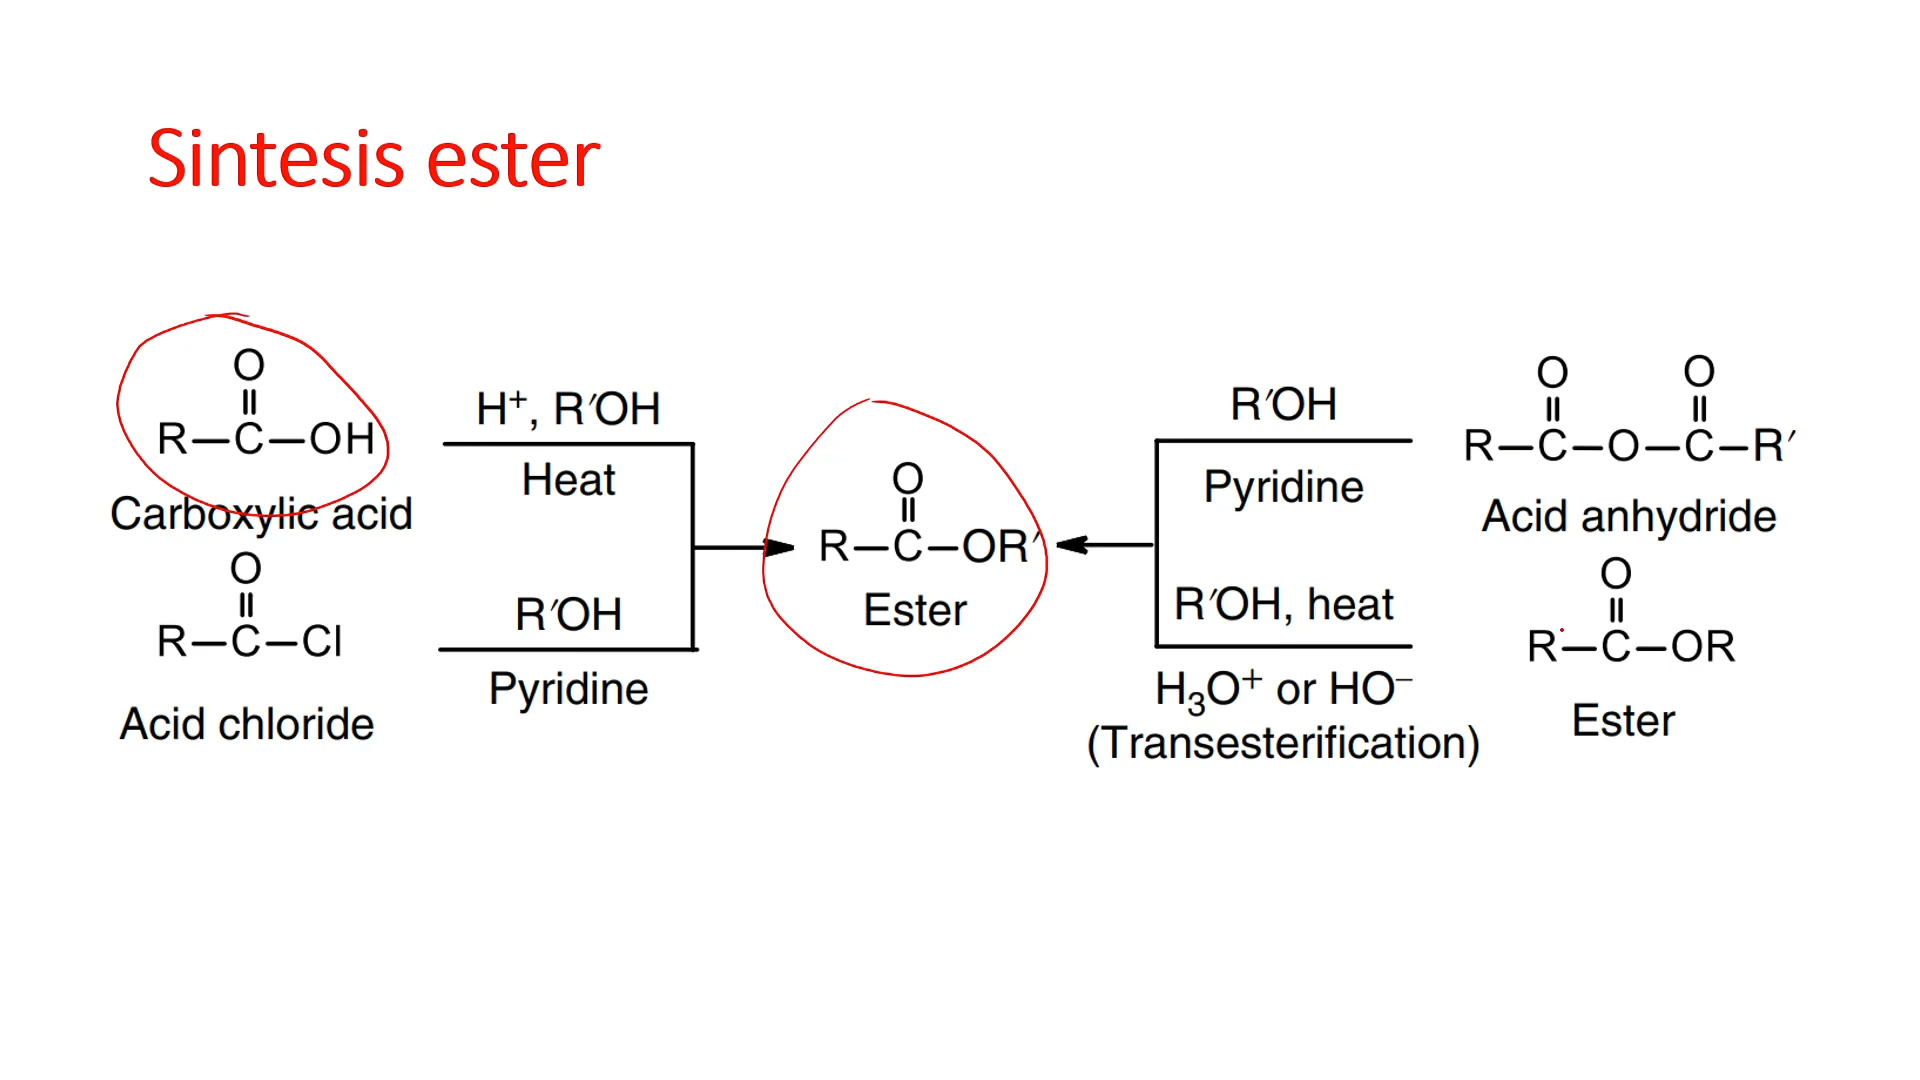 Sintesis ester
O
R—C—OH
Carboxylic acid
H⁺, R′OH
Heat
O
R—C—Cl
Acid chloride
R′OH
Pyridine
O
R—C—OR′
Ester
R′OH
Pyridine
O O
R—C—O—C—R′
Acid anhydride
R′OH, heat
H₃O⁺ or HO⁻
(Transesterification)
O
R—C—OR
Ester